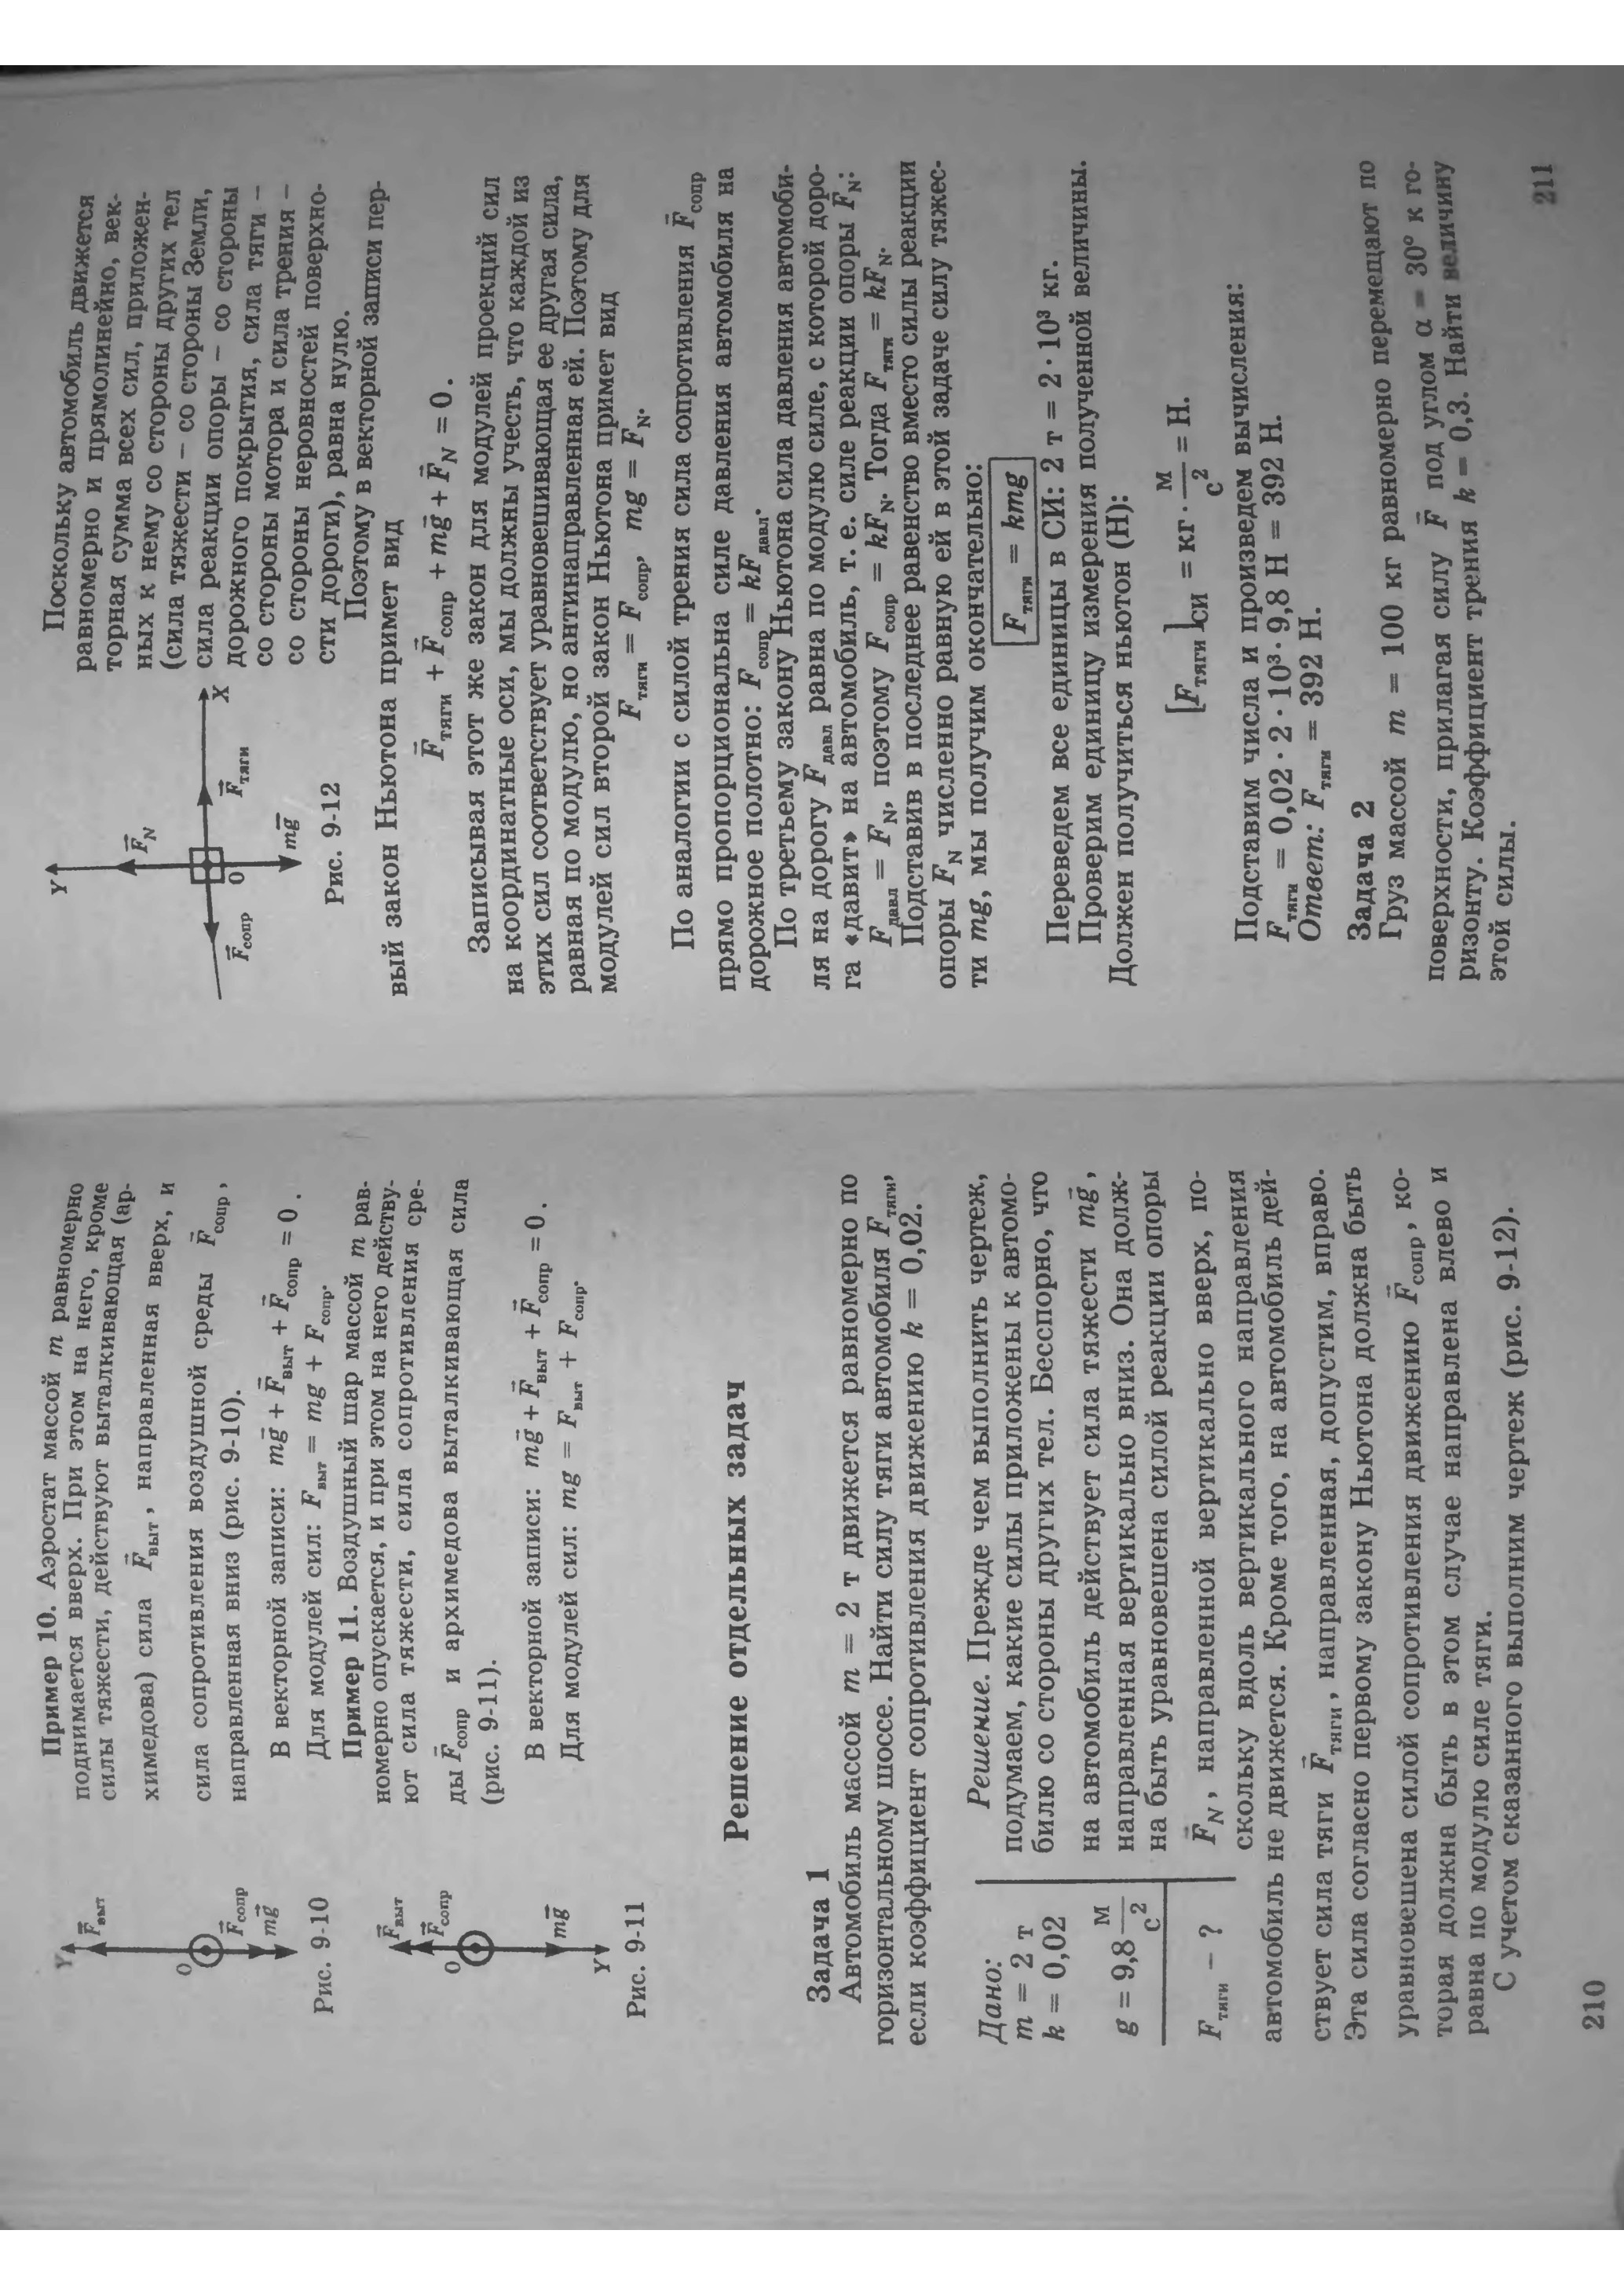 Y
F⃗выт
O
F⃗сопр
mg⃗
Рис. 9-10
Пример 10. Аэростат массой m равномерно
поднимается вверх. При этом на него, кроме
силы тяжести, действуют выталкивающая (ар-
химедова) сила F⃗выт, направленная вверх, и
сила сопротивления воздушной среды F⃗сопр,
направленная вниз (рис. 9-10).
В векторной записи: mg⃗ + F⃗выт + F⃗сопр = 0.
Для модулей сил: Fвыт = mg + Fсопр.
F⃗выт
F⃗сопр
O
mg⃗
Y
Рис. 9-11
Пример 11. Воздушный шар массой m рав-
номерно опускается, и при этом на него действу-
ют сила тяжести, сила сопротивления сре-
ды F⃗сопр и архимедова выталкивающая сила
(рис. 9-11).
В векторной записи: mg⃗ + F⃗выт + F⃗сопр = 0.
Для модулей сил: mg = Fвыт + Fсопр.
Решение отдельных задач
Задача 1
Автомобиль массой m = 2 т движется равномерно по
горизонтальному шоссе. Найти силу тяги автомобиля Fтяги,
если коэффициент сопротивления движению k = 0,02.
Дано:
m = 2 т
k = 0,02
g = 9,8 м/с²
Fтяги – ?
Решение. Прежде чем выполнить чертеж,
подумаем, какие силы приложены к автомо-
билю со стороны других тел. Бесспорно, что
на автомобиль действует сила тяжести mg⃗,
направленная вертикально вниз. Она долж-
на быть уравновешена силой реакции опоры
F⃗N, направленной вертикально вверх, по-
скольку вдоль вертикального направления
автомобиль не движется. Кроме того, на автомобиль дей-
ствует сила тяги F⃗тяги, направленная, допустим, вправо.
Эта сила согласно первому закону Ньютона должна быть
уравновешена силой сопротивления движению F⃗сопр, ко-
торая должна быть в этом случае направлена влево и
равна по модулю силе тяги.
С учетом сказанного выполним чертеж (рис. 9-12).
210
Y
F⃗N
F⃗сопр
O
F⃗тяги
X
mg⃗
Рис. 9-12
Поскольку автомобиль движется
равномерно и прямолинейно, век-
торная сумма всех сил, приложен-
ных к нему со стороны других тел
(сила тяжести – со стороны Земли,
сила реакции опоры – со стороны
дорожного покрытия, сила тяги –
со стороны мотора и сила трения –
со стороны неровностей поверхно-
сти дороги), равна нулю.
Поэтому в векторной записи пер-
вый закон Ньютона примет вид
F⃗тяги + F⃗сопр + mg⃗ + F⃗N = 0.
Записывая этот же закон для модулей проекций сил
на координатные оси, мы должны учесть, что каждой из
этих сил соответствует уравновешивающая ее другая сила,
равная по модулю, но антинаправленная ей. Поэтому для
модулей сил второй закон Ньютона примет вид
Fтяги = Fсопр, mg = FN.
По аналогии с силой трения сила сопротивления F⃗сопр
прямо пропорциональна силе давления автомобиля на
дорожное полотно: Fсопр = kFдавл.
По третьему закону Ньютона сила давления автомоби-
ля на дорогу Fдавл равна по модулю силе, с которой доро-
га «давит» на автомобиль, т. е. силе реакции опоры FN:
Fдавл = FN, поэтому Fсопр = kFN. Тогда Fтяги = kFN.
Подставив в последнее равенство вместо силы реакции
опоры FN численно равную ей в этой задаче силу тяжес-
ти mg, мы получим окончательно:
Fтяги = kmg
Переведем все единицы в СИ: 2 т = 2·10³ кг.
Проверим единицу измерения полученной величины.
Должен получиться ньютон (Н):
[Fтяги]СИ = кг · м/с² = Н.
Подставим числа и произведем вычисления:
Fтяги = 0,02·2·10³·9,8 Н = 392 Н.
Ответ: Fтяги = 392 Н.
Задача 2
Груз массой m = 100 кг равномерно перемещают по
поверхности, прилагая силу F⃗ под углом α = 30° к го-
ризонту. Коэффициент трения k = 0,3. Найти величину
этой силы.
211